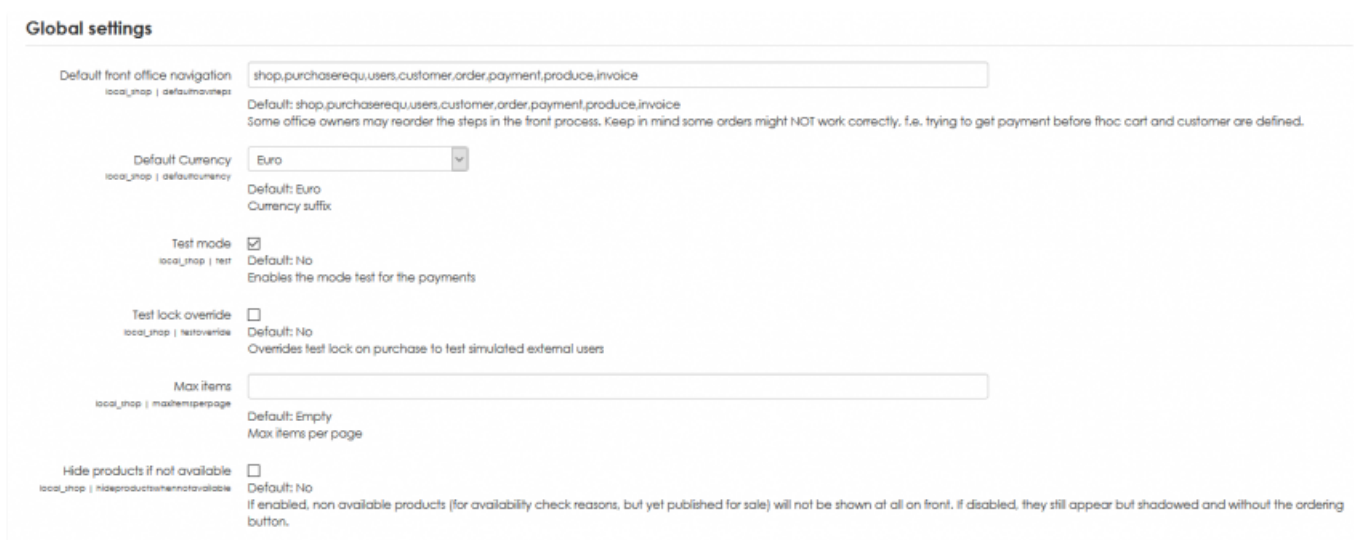 Global settings
Default front office navigation
local_shop | defaultnavsteps
shop,purchaserequ,users,customer,order,payment,produce,invoice
Default: shop,purchaserequ,users,customer,order,payment,produce,invoice
Some office owners may reorder the steps in the front process. Keep in mind some orders might NOT work correctly, f.e. trying to get payment before thoc cart and customer are defined.
Default Currency
local_shop | defaultcurrency
Euro
Default: Euro
Currency suffix
Test mode
local_shop | test
Default: No
Enables the mode test for the payments
Test lock override
local_shop | testoverride
Default: No
Overrides test lock on purchase to test simulated external users
Max items
local_shop | maxitemsperpage
Default: Empty
Max items per page
Hide products if not available
local_shop | hideproductswhennotavailable
Default: No
If enabled, non available products (for availability check reasons, but yet published for sale) will not be shown at all on front. If disabled, they still appear but shadowed and without the ordering
button.